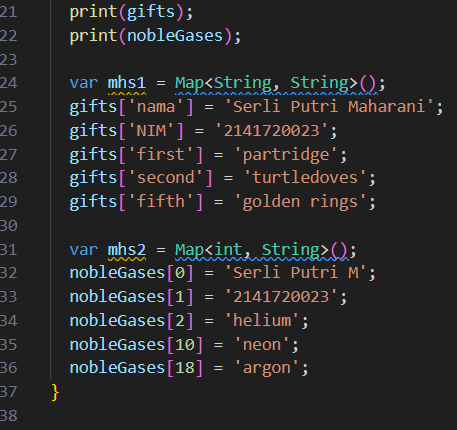 21 print(gifts);
22 print(nobleGases);
23
24 var mhs1 = Map<String, String>();
25 gifts['nama'] = 'Serli Putri Maharani';
26 gifts['NIM'] = '2141720023';
27 gifts['first'] = 'partridge';
28 gifts['second'] = 'turtledoves';
29 gifts['fifth'] = 'golden rings';
30
31 var mhs2 = Map<int, String>();
32 nobleGases[0] = 'Serli Putri M';
33 nobleGases[1] = '2141720023';
34 nobleGases[2] = 'helium';
35 nobleGases[10] = 'neon';
36 nobleGases[18] = 'argon';
37 }
38